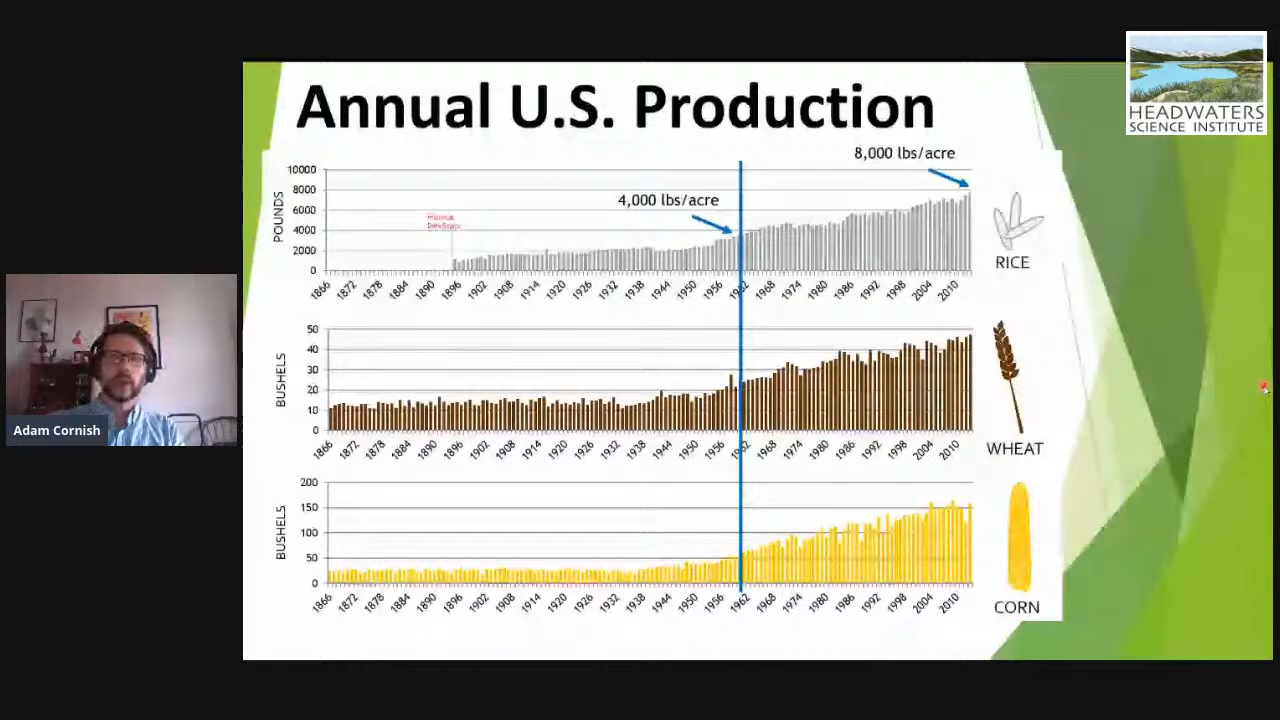 HEADWATERS
SCIENCE INSTITUTE
Annual U.S. Production
8,000 lbs/acre
4,000 lbs/acre
POUNDS
10000
8000
6000
4000
2000
0
1866 1872 1878 1884 1890 1896 1902 1908 1914 1920 1926 1932 1938 1944 1950 1956 1962 1968 1974 1980 1986 1992 1998 2004 2010
RICE
BUSHELS
50
40
30
20
10
0
1866 1872 1878 1884 1890 1896 1902 1908 1914 1920 1926 1932 1938 1944 1950 1956 1962 1968 1974 1980 1986 1992 1998 2004 2010
WHEAT
Adam Cornish
BUSHELS
200
150
100
50
0
1866 1872 1878 1884 1890 1896 1902 1908 1914 1920 1926 1932 1938 1944 1950 1956 1962 1968 1974 1980 1986 1992 1998 2004 2010
CORN